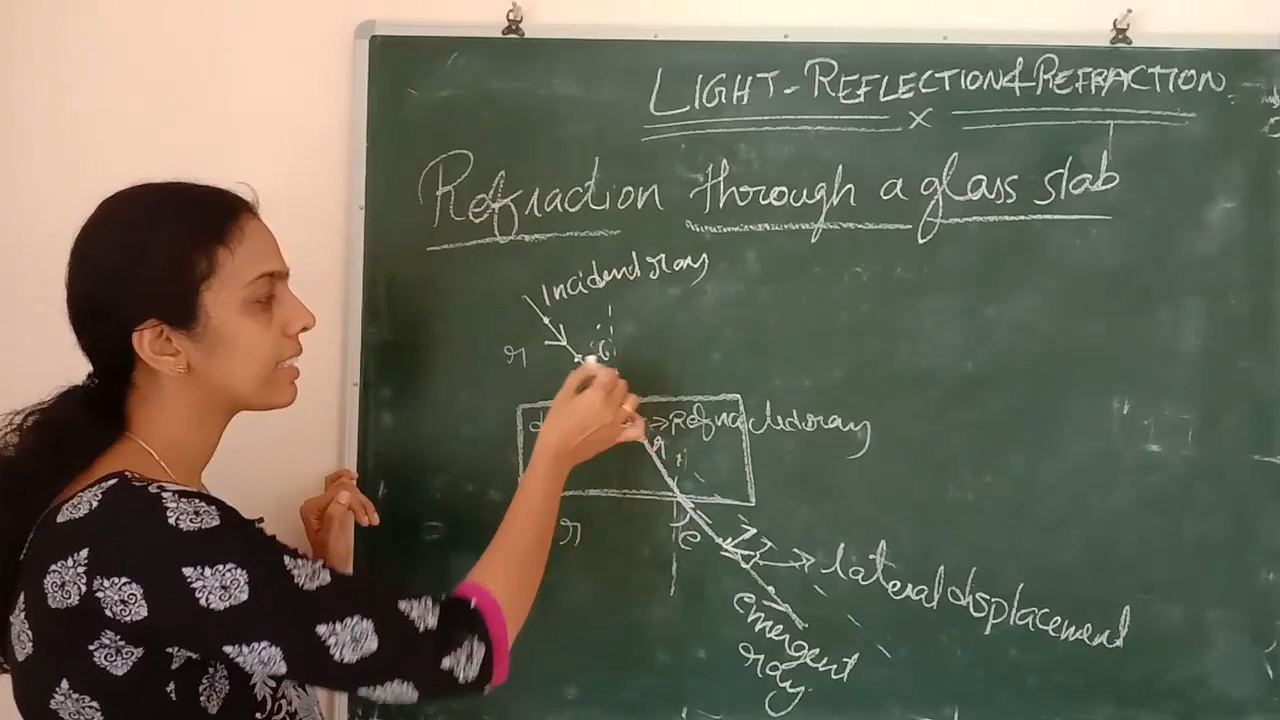 LIGHT - REFLECTION & REFRACTION
Refraction through a glass slab
Incident ray
r
i
d
→ Refracted ray
r
r
e
→ lateral displacement
emergent
ray